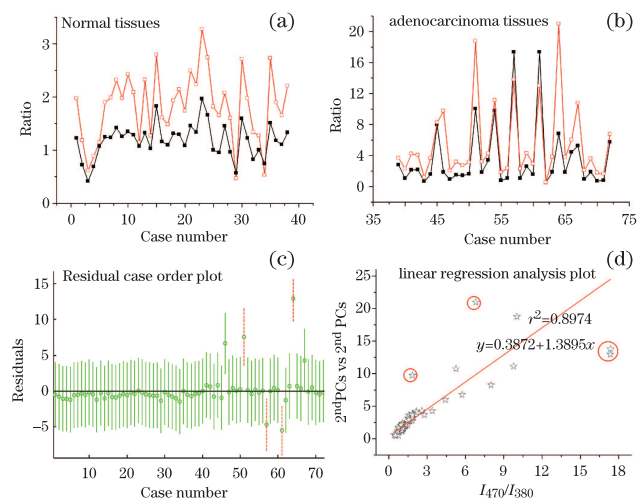 Normal tissues
(a)
3
2
1
0
Ratio
0
10
20
30
40
Case number
adenocarcinoma tissues
(b)
20
16
12
8
4
0
Ratio
35
45
55
65
75
Case number
Residual case order plot
(c)
15
10
5
0
−5
Residuals
10
20
30
40
50
60
70
Case number
linear regression analysis plot
(d)
25
20
15
10
5
0
2ndPCs vs 2nd PCs
r2=0.8974
y=0.3872+1.3895x
0
3
6
9
12
15
18
I470/I380